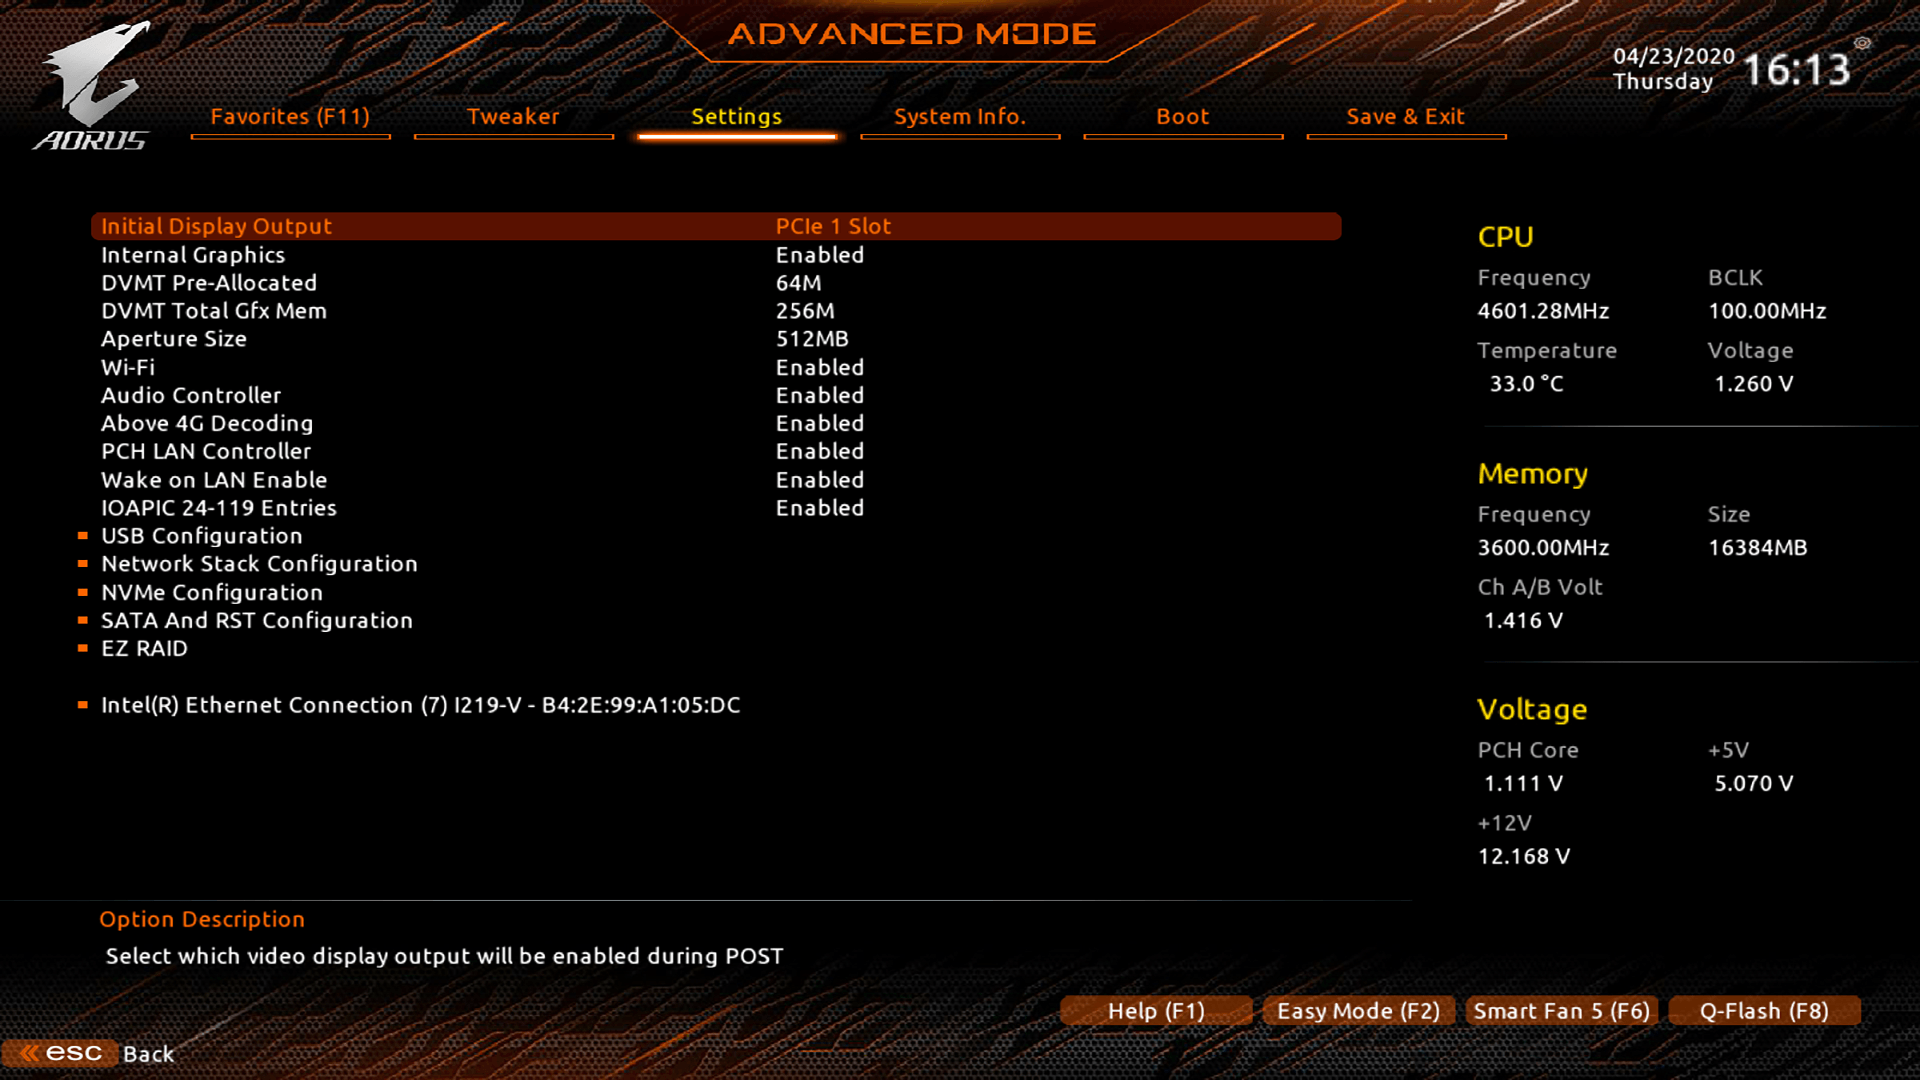 ADVANCED MODE
04/23/2020
Thursday
16:13
AORUS
Favorites (F11) Tweaker Settings System Info. Boot Save & Exit
Initial Display Output PCIe 1 Slot
Internal Graphics Enabled
DVMT Pre-Allocated 64M
DVMT Total Gfx Mem 256M
Aperture Size 512MB
Wi-Fi Enabled
Audio Controller Enabled
Above 4G Decoding Enabled
PCH LAN Controller Enabled
Wake on LAN Enable Enabled
IOAPIC 24-119 Entries Enabled
USB Configuration
Network Stack Configuration
NVMe Configuration
SATA And RST Configuration
EZ RAID
Intel(R) Ethernet Connection (7) I219-V - B4:2E:99:A1:05:DC
CPU
Frequency BCLK
4601.28MHz 100.00MHz
Temperature Voltage
33.0 °C 1.260 V
Memory
Frequency Size
3600.00MHz 16384MB
Ch A/B Volt
1.416 V
Voltage
PCH Core +5V
1.111 V 5.070 V
+12V
12.168 V
Option Description
Select which video display output will be enabled during POST
Help (F1) Easy Mode (F2) Smart Fan 5 (F6) Q-Flash (F8)
esc Back